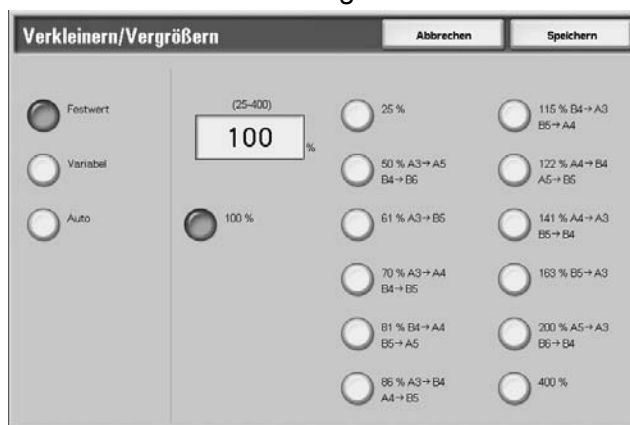 Verkleinern/Vergrößern
Abbrechen
Speichern
Festwert
Variabel
Auto
(25-400)
100
%
100 %
25 %
50 % A3→A5
B4→B6
61 % A3→B5
70 % A3→A4
B4→B5
81 % B4→A4
B5→A5
86 % A3→B4
A4→B5
115 % B4→A3
B5→A4
122 % A4→B4
A5→B5
141 % A4→A3
B5→B4
163 % B5→A3
200 % A5→A3
B6→B4
400 %